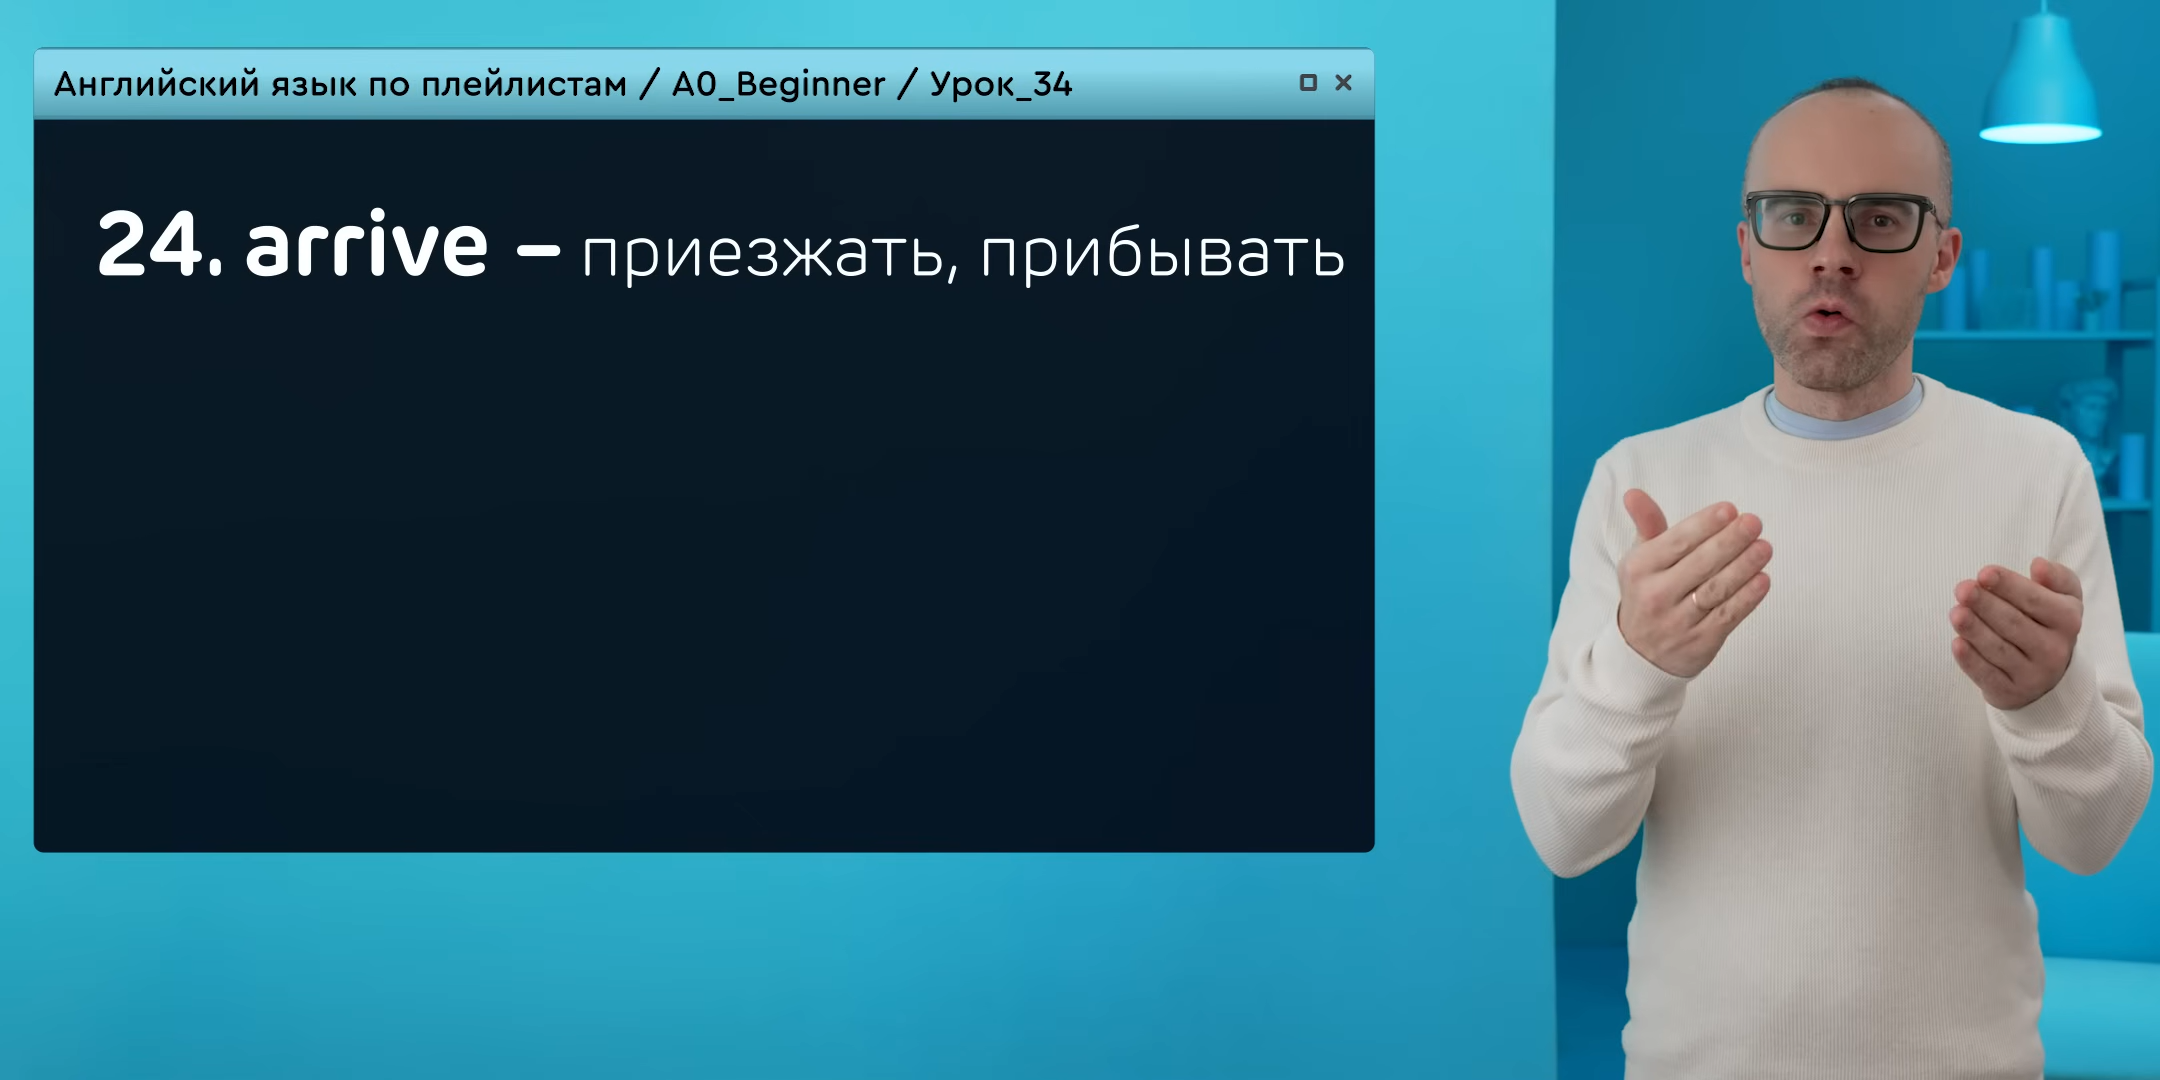 Английский язык по плейлистам / A0_Beginner / Урок_34
24. arrive – приезжать, прибывать